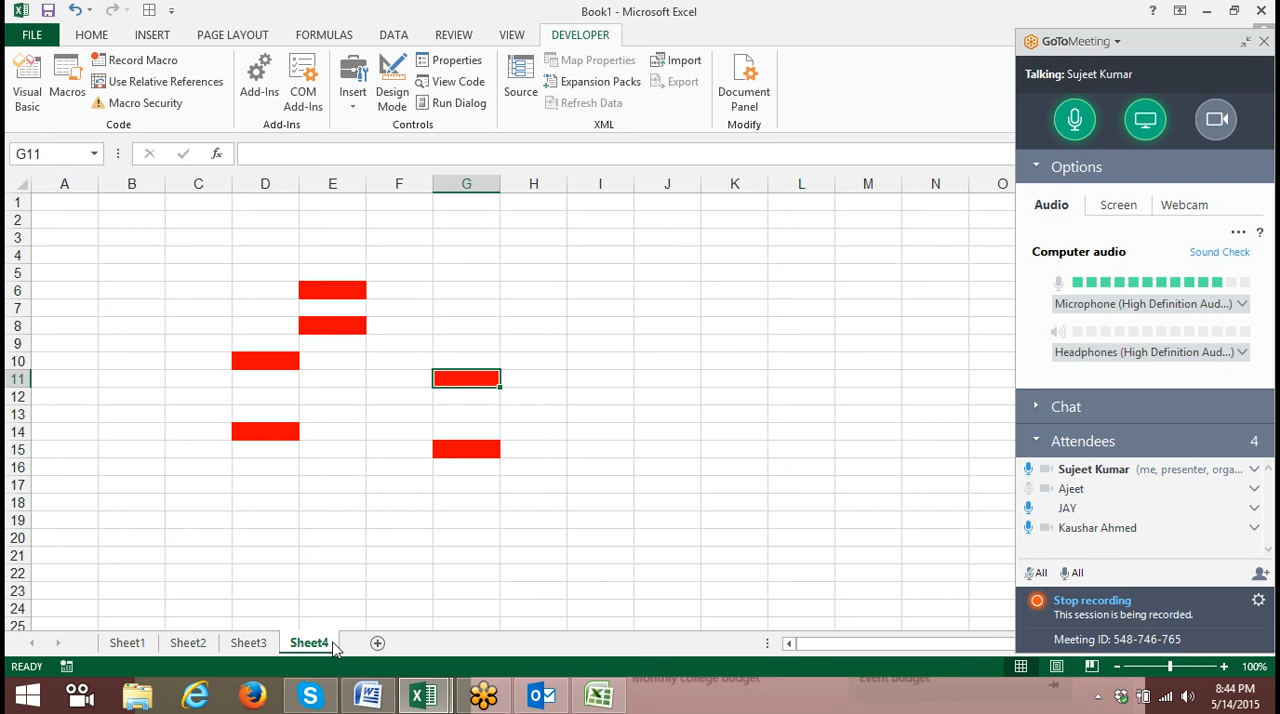 Book1 - Microsoft Excel
FILE HOME INSERT PAGE LAYOUT FORMULAS DATA REVIEW VIEW DEVELOPER
Visual Basic
Macros
Record Macro
Use Relative References
Macro Security
Code
Add-Ins
COM Add-Ins
Add-Ins
Insert
Design Mode
Properties
View Code
Run Dialog
Controls
Source
Map Properties
Expansion Packs
Refresh Data
Import
Export
XML
Document Panel
Modify
G11
fx
A B C D E F G H I J K L M N O
1
2
3
4
5
6
7
8
9
10
11
12
13
14
15
16
17
18
19
20
21
22
23
24
25
Sheet1 Sheet2 Sheet3 Sheet4
READY
100%
GoToMeeting
Talking: Sujeet Kumar
Options
Audio Screen Webcam
... ?
Computer audio Sound Check
Microphone (High Definition Aud...)
Headphones (High Definition Aud...)
Chat
Attendees 4
Sujeet Kumar (me, presenter, orga...
Ajeet
JAY
Kaushar Ahmed
All All
Stop recording
This session is being recorded.
Meeting ID: 548-746-765
Monthly college budget
Event budget
8:44 PM
5/14/2015